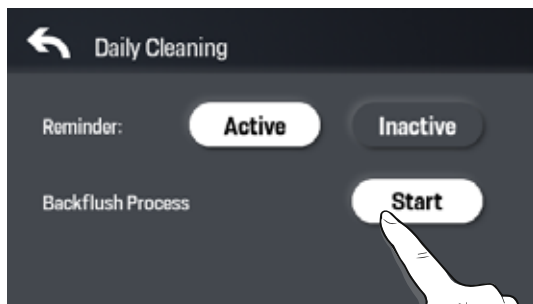 Daily Cleaning
Reminder: Active Inactive
Backflush Process Start